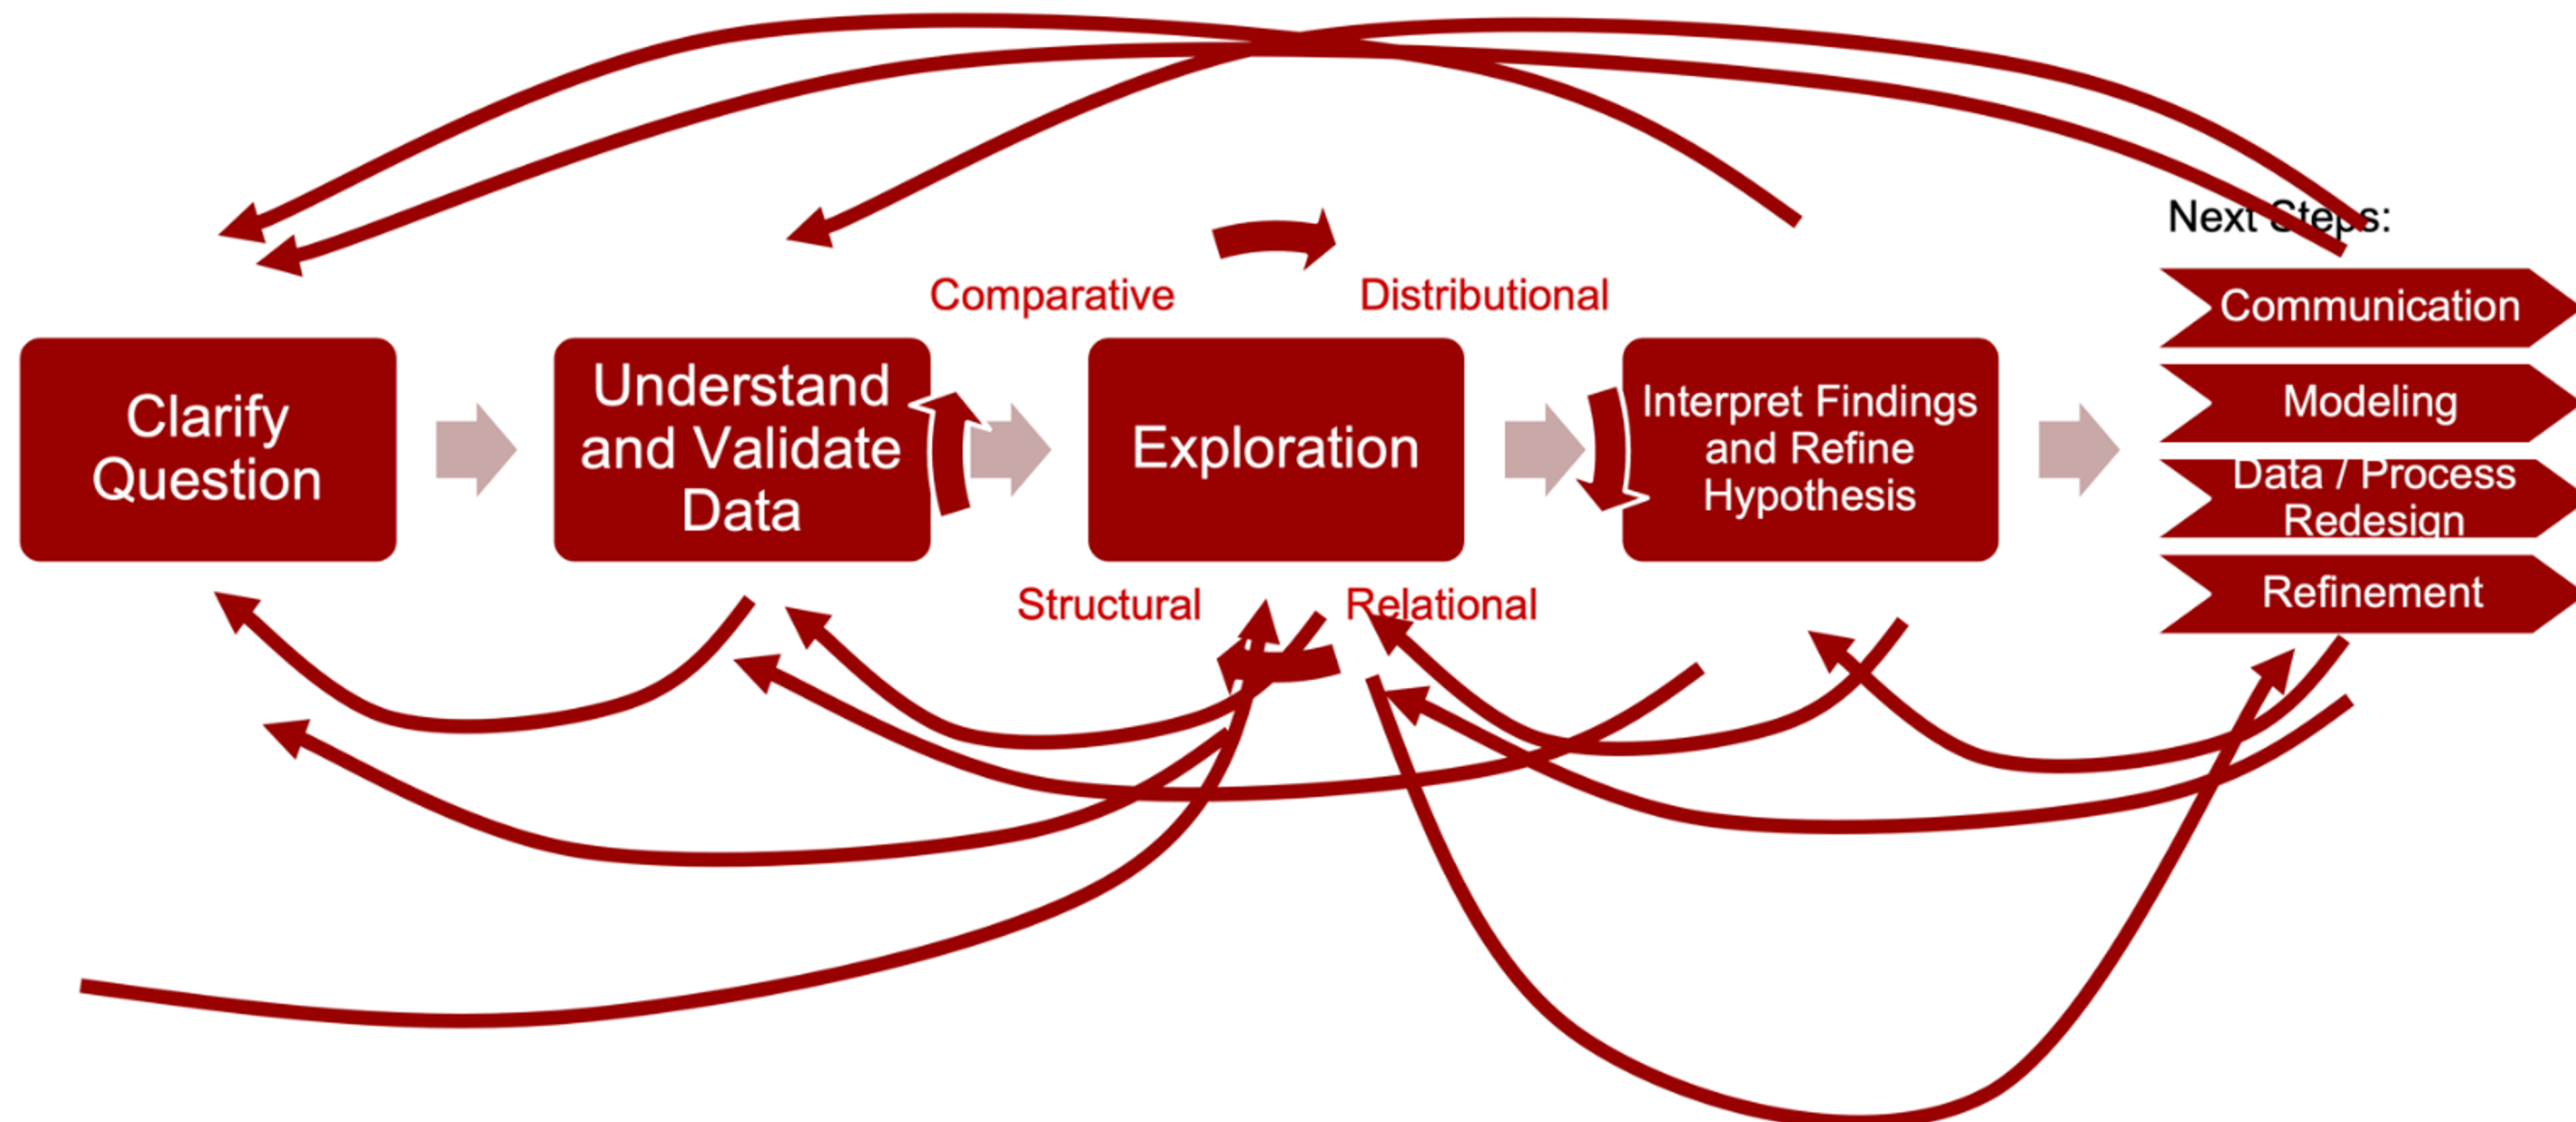 Next Steps:
Comparative
Distributional
Clarify
Question
Understand
and Validate
Data
Exploration
Interpret Findings
and Refine
Hypothesis
Communication
Modeling
Data / Process
Redesign
Refinement
Structural
Relational